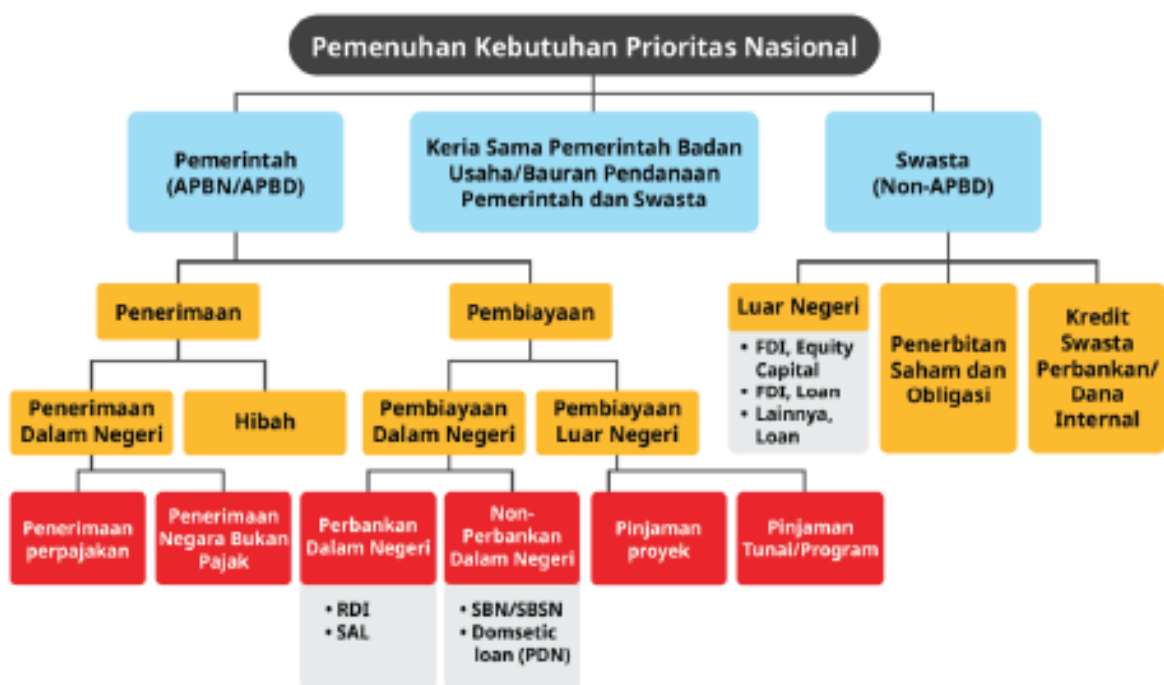 Pemenuhan Kebutuhan Prioritas Nasional
Pemerintah
(APBN/APBD)
Keria Sama Pemerintah Badan
Usaha/Bauran Pendanaan
Pemerintah dan Swasta
Swasta
(Non-APBD)
Penerimaan
Pembiayaan
Luar Negeri
• FDI, Equity
Capital
• FDI, Loan
• Lainnya,
Loan
Penerbitan
Saham dan
Obligasi
Kredit
Swasta
Perbankan/
Dana
Internal
Penerimaan
Dalam Negeri
Hibah
Pembiayaan
Dalam Negeri
Pembiayaan
Luar Negeri
Penerimaan
perpajakan
Penerimaan
Negara Bukan
Pajak
Perbankan
Dalam Negeri
• RDI
• SAL
Non-
Perbankan
Dalam Negeri
• SBN/SBSN
• Domsetic
loan (PDN)
Pinjaman
proyek
Pinjaman
Tunai/Program